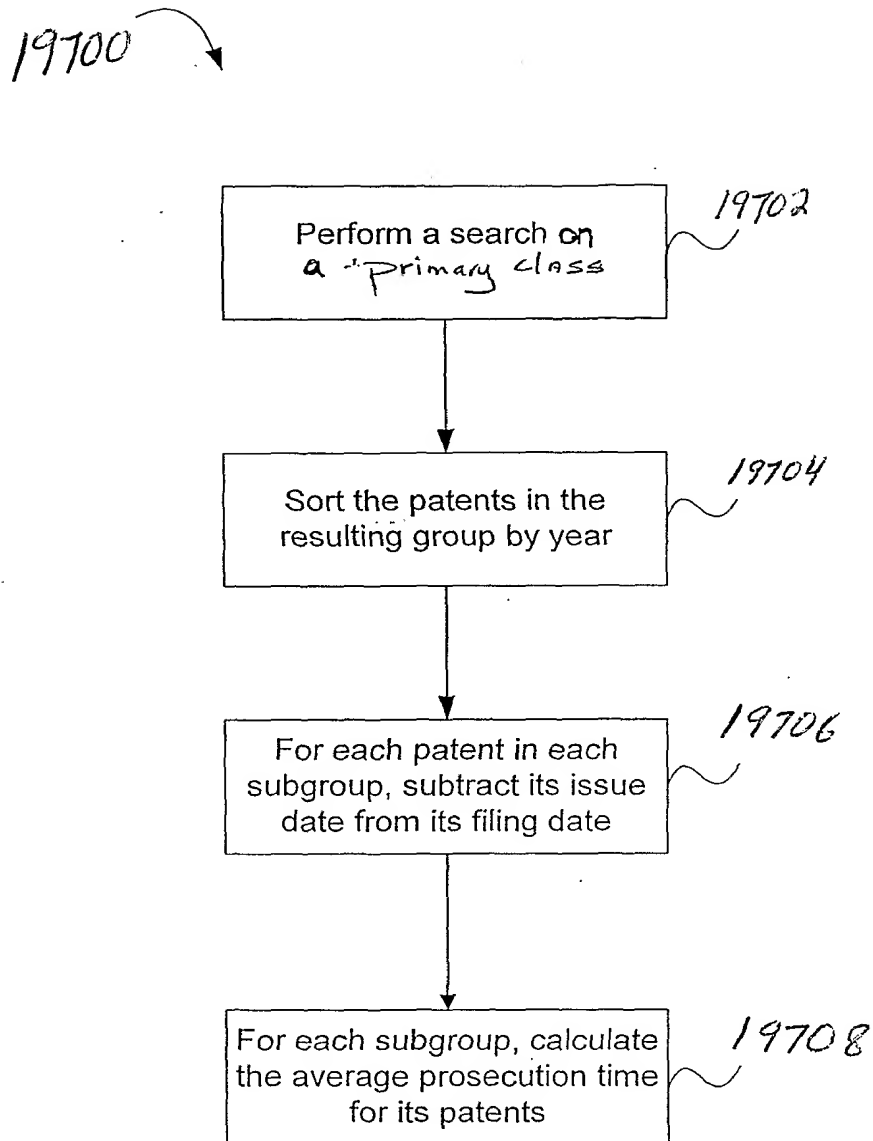 19700
Perform a search on
a primary class
19702
Sort the patents in the
resulting group by year
19704
For each patent in each
subgroup, subtract its issue
date from its filing date
19706
For each subgroup, calculate
the average prosecution time
for its patents
19708